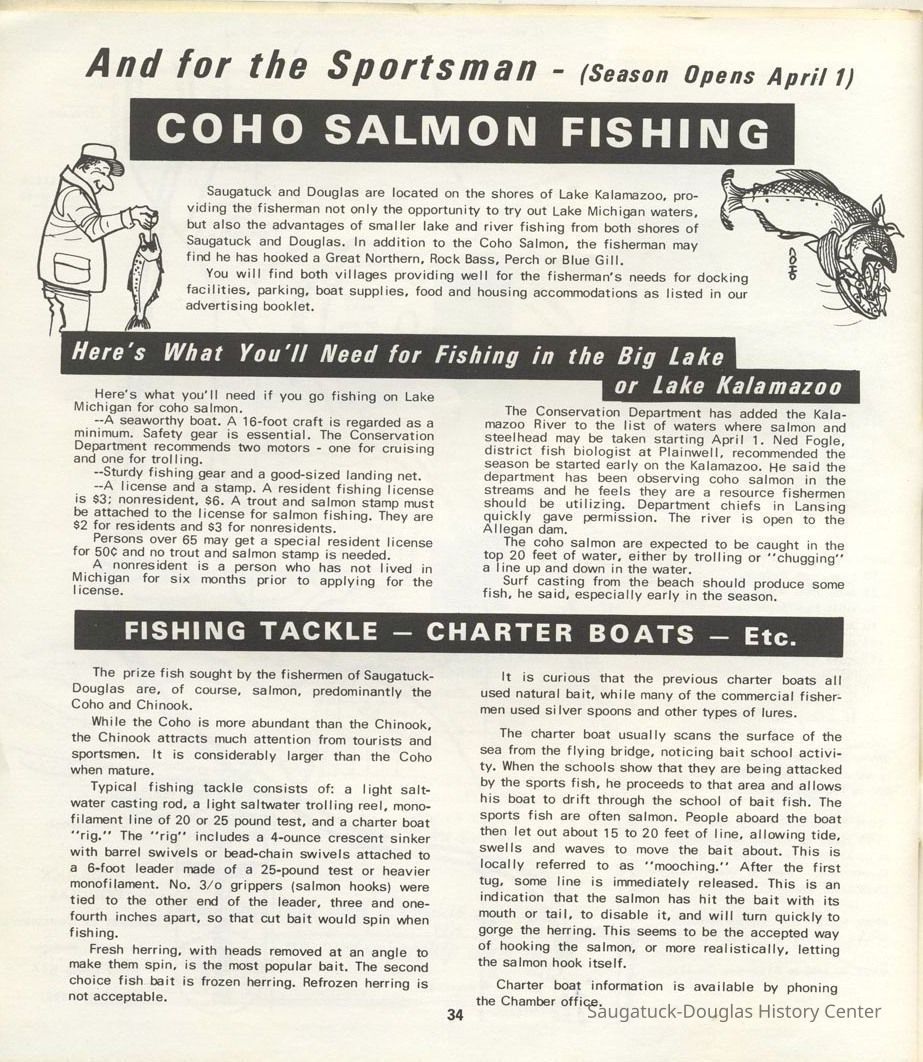 And for the Sportsman - (Season Opens April 1)
COHO SALMON FISHING
Saugatuck and Douglas are located on the shores of Lake Kalamazoo, pro-
viding the fisherman not only the opportunity to try out Lake Michigan waters,
but also the advantages of smaller lake and river fishing from both shores of
Saugatuck and Douglas. In addition to the Coho Salmon, the fisherman may
find he has hooked a Great Northern, Rock Bass, Perch or Blue Gill.
You will find both villages providing well for the fisherman's needs for docking
facilities, parking, boat supplies, food and housing accommodations as listed in our
advertising booklet.
COHO
Here's What You'll Need for Fishing in the Big Lake
or Lake Kalamazoo
Here's what you'll need if you go fishing on Lake
Michigan for coho salmon.
--A seaworthy boat. A 16-foot craft is regarded as a
minimum. Safety gear is essential. The Conservation
Department recommends two motors - one for cruising
and one for trolling.
--Sturdy fishing gear and a good-sized landing net.
--A license and a stamp. A resident fishing license
is $3; nonresident, $6. A trout and salmon stamp must
be attached to the license for salmon fishing. They are
$2 for residents and $3 for nonresidents.
Persons over 65 may get a special resident license
for 50¢ and no trout and salmon stamp is needed.
A nonresident is a person who has not lived in
Michigan for six months prior to applying for the
license.
The Conservation Department has added the Kala-
mazoo River to the list of waters where salmon and
steelhead may be taken starting April 1. Ned Fogle,
district fish biologist at Plainwell, recommended the
season be started early on the Kalamazoo. He said the
department has been observing coho salmon in the
streams and he feels they are a resource fishermen
should be utilizing. Department chiefs in Lansing
quickly gave permission. The river is open to the
Allegan dam.
The coho salmon are expected to be caught in the
top 20 feet of water, either by trolling or ''chugging''
a line up and down in the water.
Surf casting from the beach should produce some
fish, he said, especially early in the season.
FISHING TACKLE — CHARTER BOATS — Etc.
The prize fish sought by the fishermen of Saugatuck-
Douglas are, of course, salmon, predominantly the
Coho and Chinook.
While the Coho is more abundant than the Chinook,
the Chinook attracts much attention from tourists and
sportsmen. It is considerably larger than the Coho
when mature.
Typical fishing tackle consists of: a light salt-
water casting rod, a light saltwater trolling reel, mono-
filament line of 20 or 25 pound test, and a charter boat
''rig.'' The ''rig'' includes a 4-ounce crescent sinker
with barrel swivels or bead-chain swivels attached to
a 6-foot leader made of a 25-pound test or heavier
monofilament. No. 3/o grippers (salmon hooks) were
tied to the other end of the leader, three and one-
fourth inches apart, so that cut bait would spin when
fishing.
Fresh herring, with heads removed at an angle to
make them spin, is the most popular bait. The second
choice fish bait is frozen herring. Refrozen herring is
not acceptable.
It is curious that the previous charter boats all
used natural bait, while many of the commercial fisher-
men used silver spoons and other types of lures.
The charter boat usually scans the surface of the
sea from the flying bridge, noticing bait school activi-
ty. When the schools show that they are being attacked
by the sports fish, he proceeds to that area and allows
his boat to drift through the school of bait fish. The
sports fish are often salmon. People aboard the boat
then let out about 15 to 20 feet of line, allowing tide,
swells and waves to move the bait about. This is
locally referred to as ''mooching.'' After the first
tug, some line is immediately released. This is an
indication that the salmon has hit the bait with its
mouth or tail, to disable it, and will turn quickly to
gorge the herring. This seems to be the accepted way
of hooking the salmon, or more realistically, letting
the salmon hook itself.
Charter boat information is available by phoning
the Chamber office.
34
Saugatuck-Douglas History Center